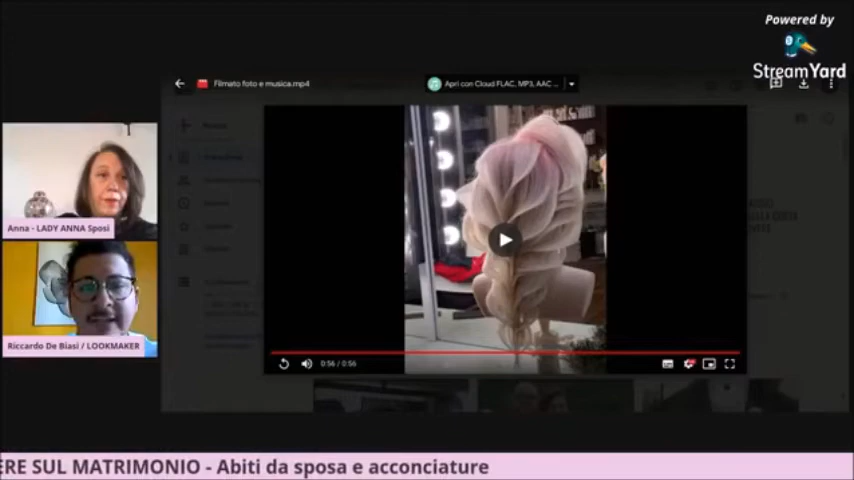 Powered by
StreamYard
Filmato foto e musica.mp4
Apri con Cloud FLAC, MP3, AAC ...
Anna - LADY ANNA Sposi
Riccardo De Biasi / LOOKMAKER
0:56 / 0:56
ERE SUL MATRIMONIO - Abiti da sposa e acconciature